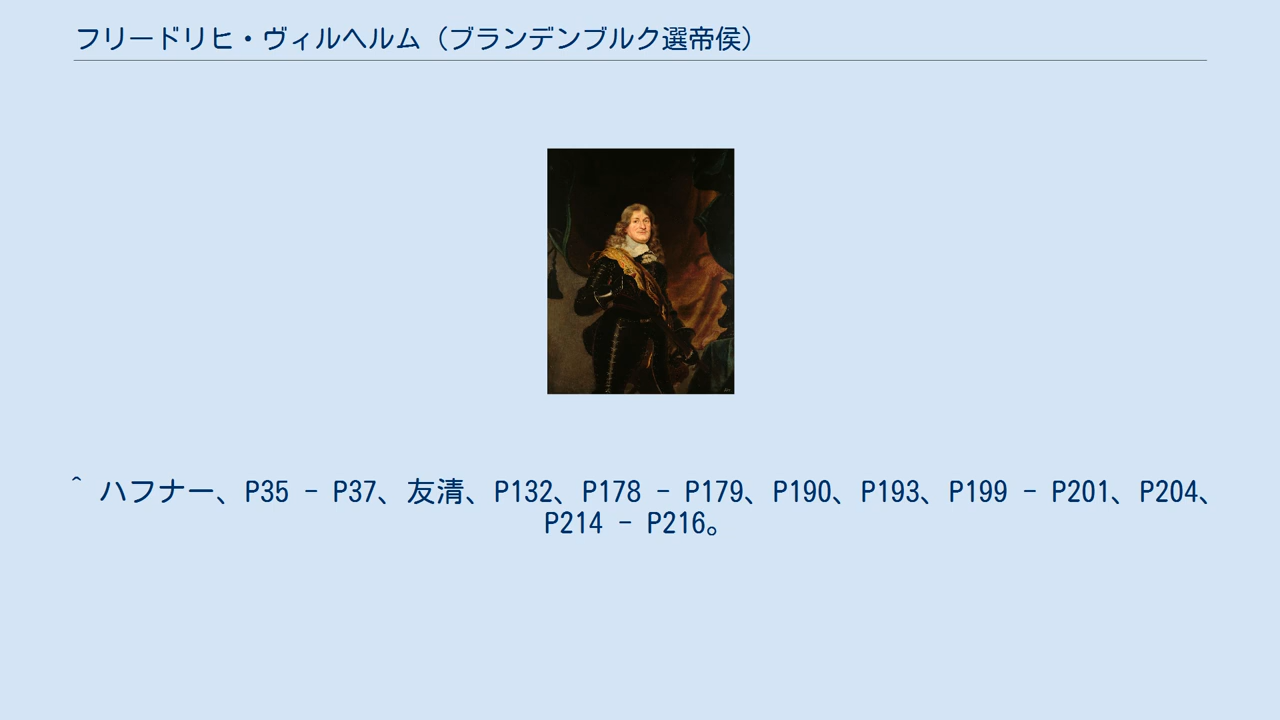 フリードリヒ・ヴィルヘルム（ブランデンブルク選帝侯）
^ ハフナー、P35 - P37、友清、P132、P178 - P179、P190、P193、P199 - P201、P204、
P214 - P216。